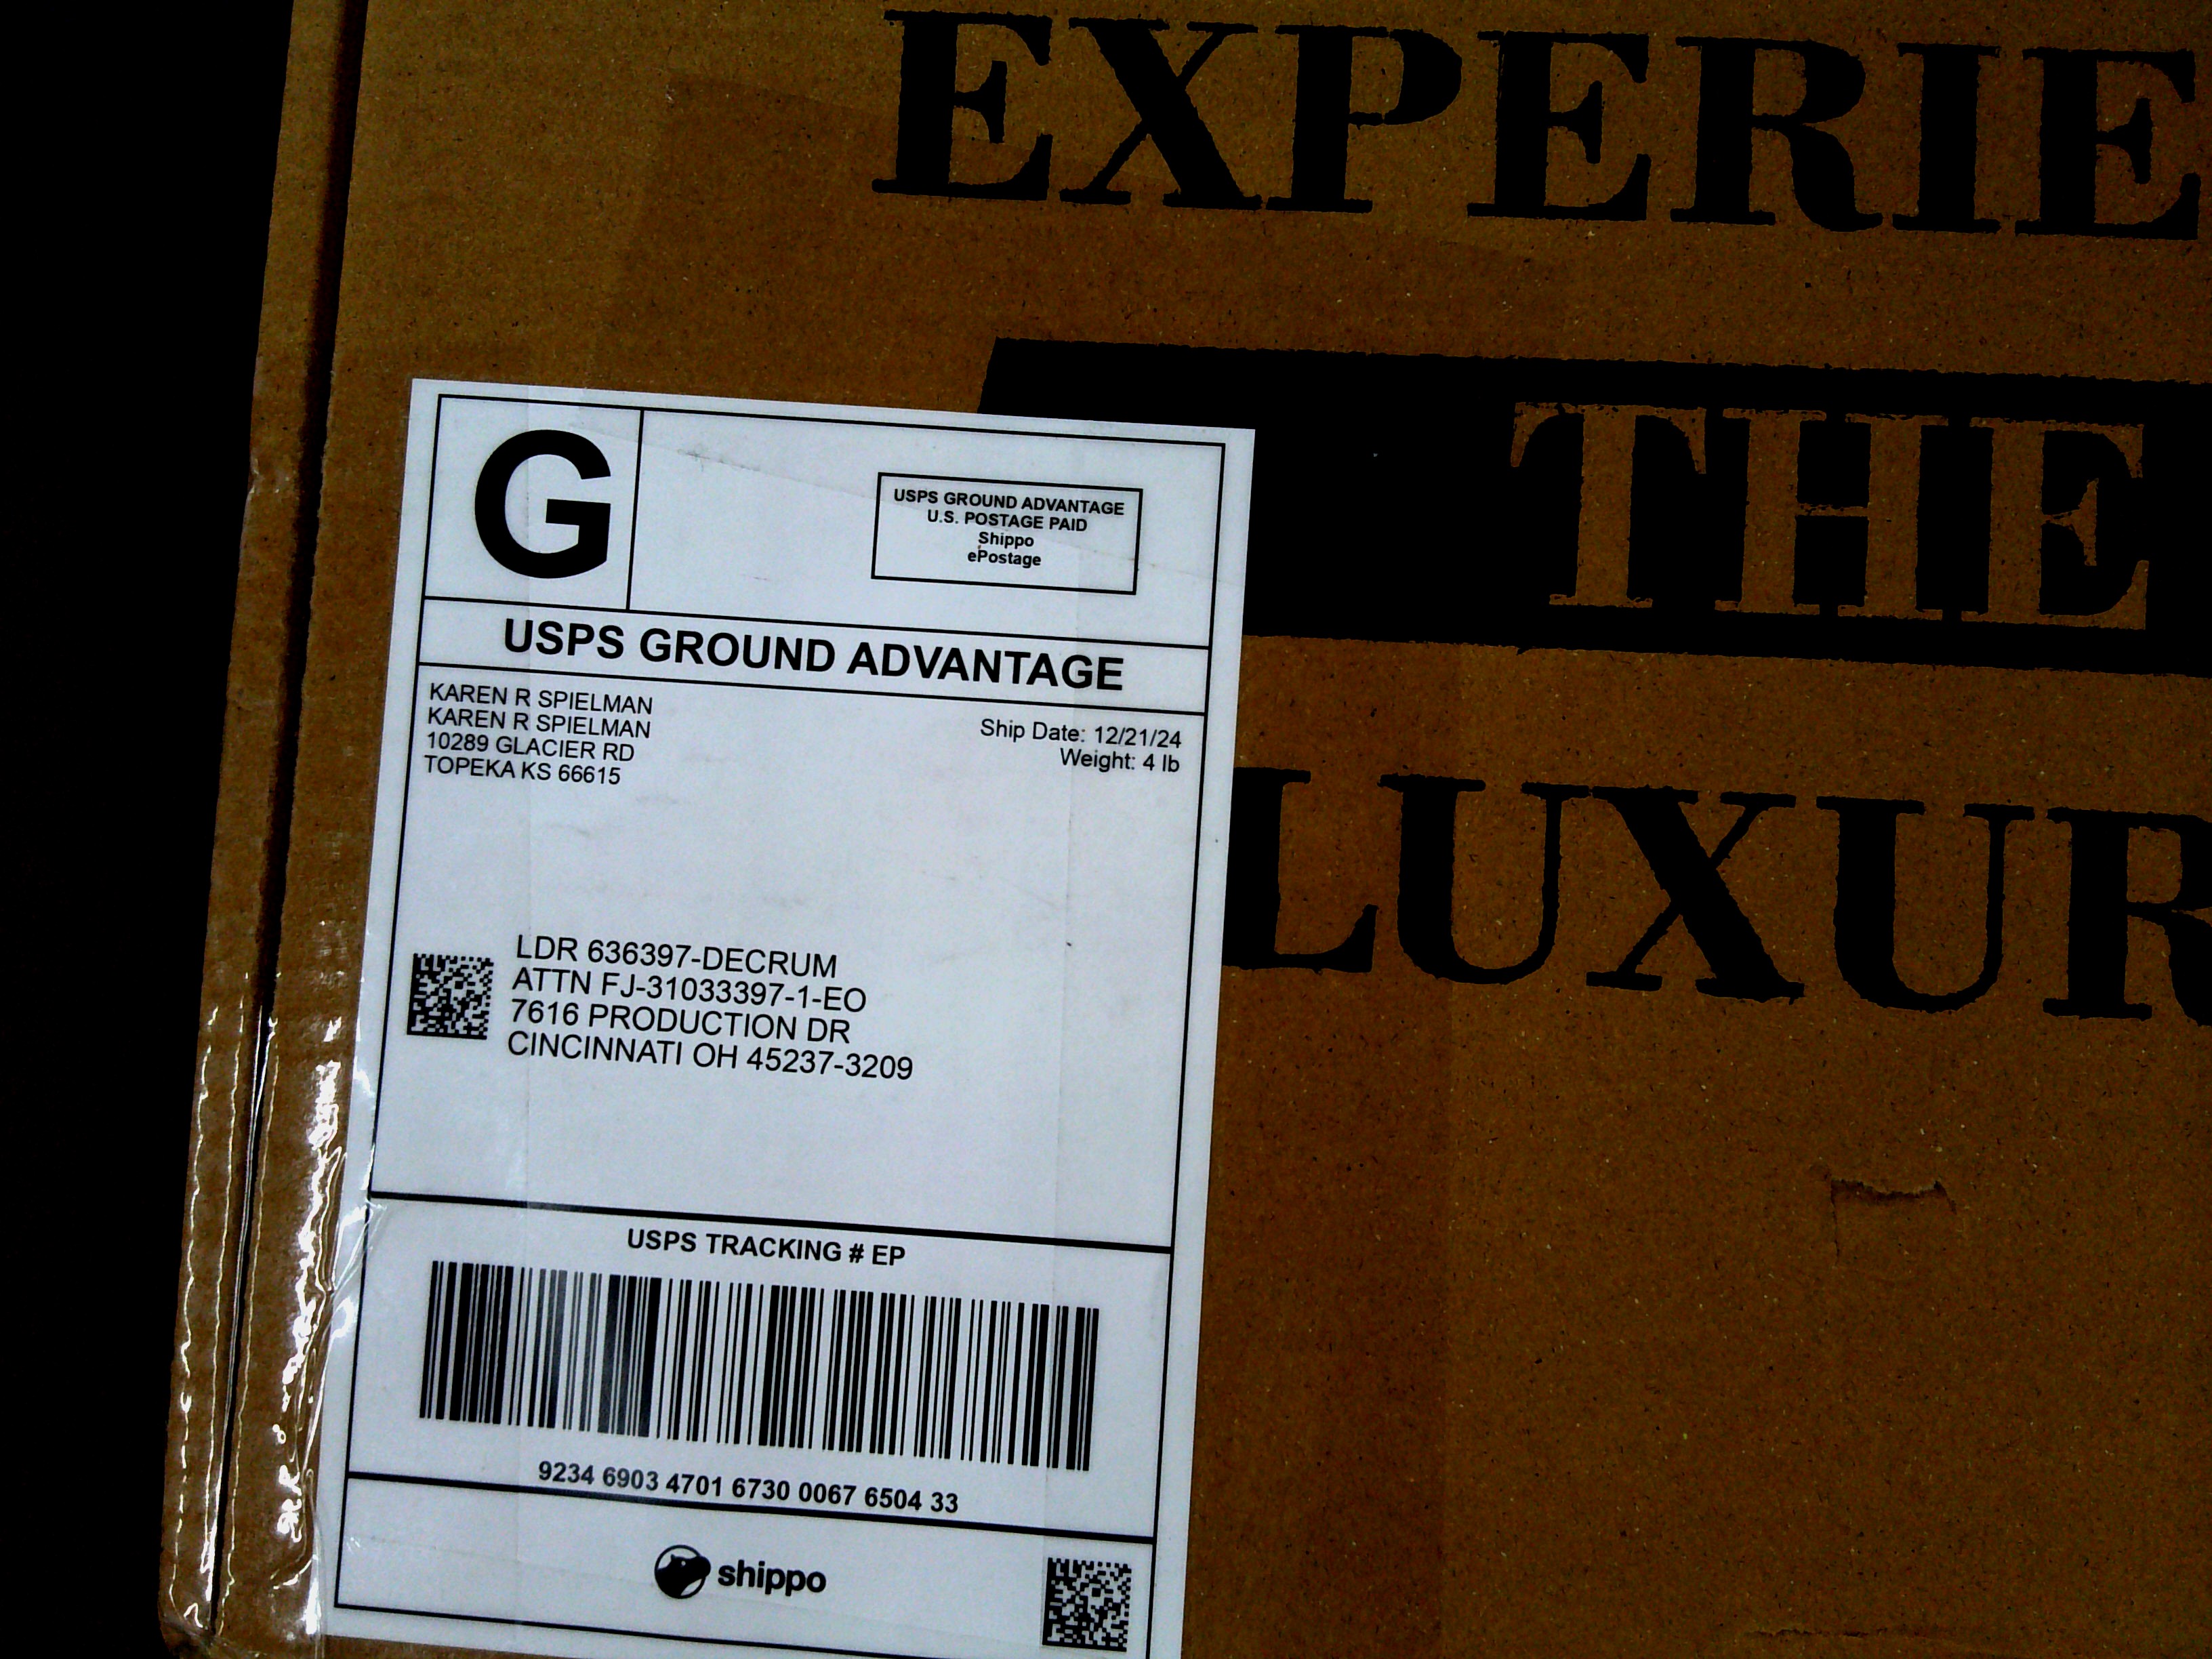 EXPERIE
THE
LUXUR
G
USPS GROUND ADVANTAGE
U.S. POSTAGE PAID
Shippo
ePostage
USPS GROUND ADVANTAGE
KAREN R SPIELMAN
KAREN R SPIELMAN
10289 GLACIER RD
TOPEKA KS 66615
Ship Date: 12/21/24
Weight: 4 lb
LDR 636397-DECRUM
ATTN FJ-31033397-1-EO
7616 PRODUCTION DR
CINCINNATI OH 45237-3209
USPS TRACKING # EP
9234 6903 4701 6730 0067 6504 33
shippo